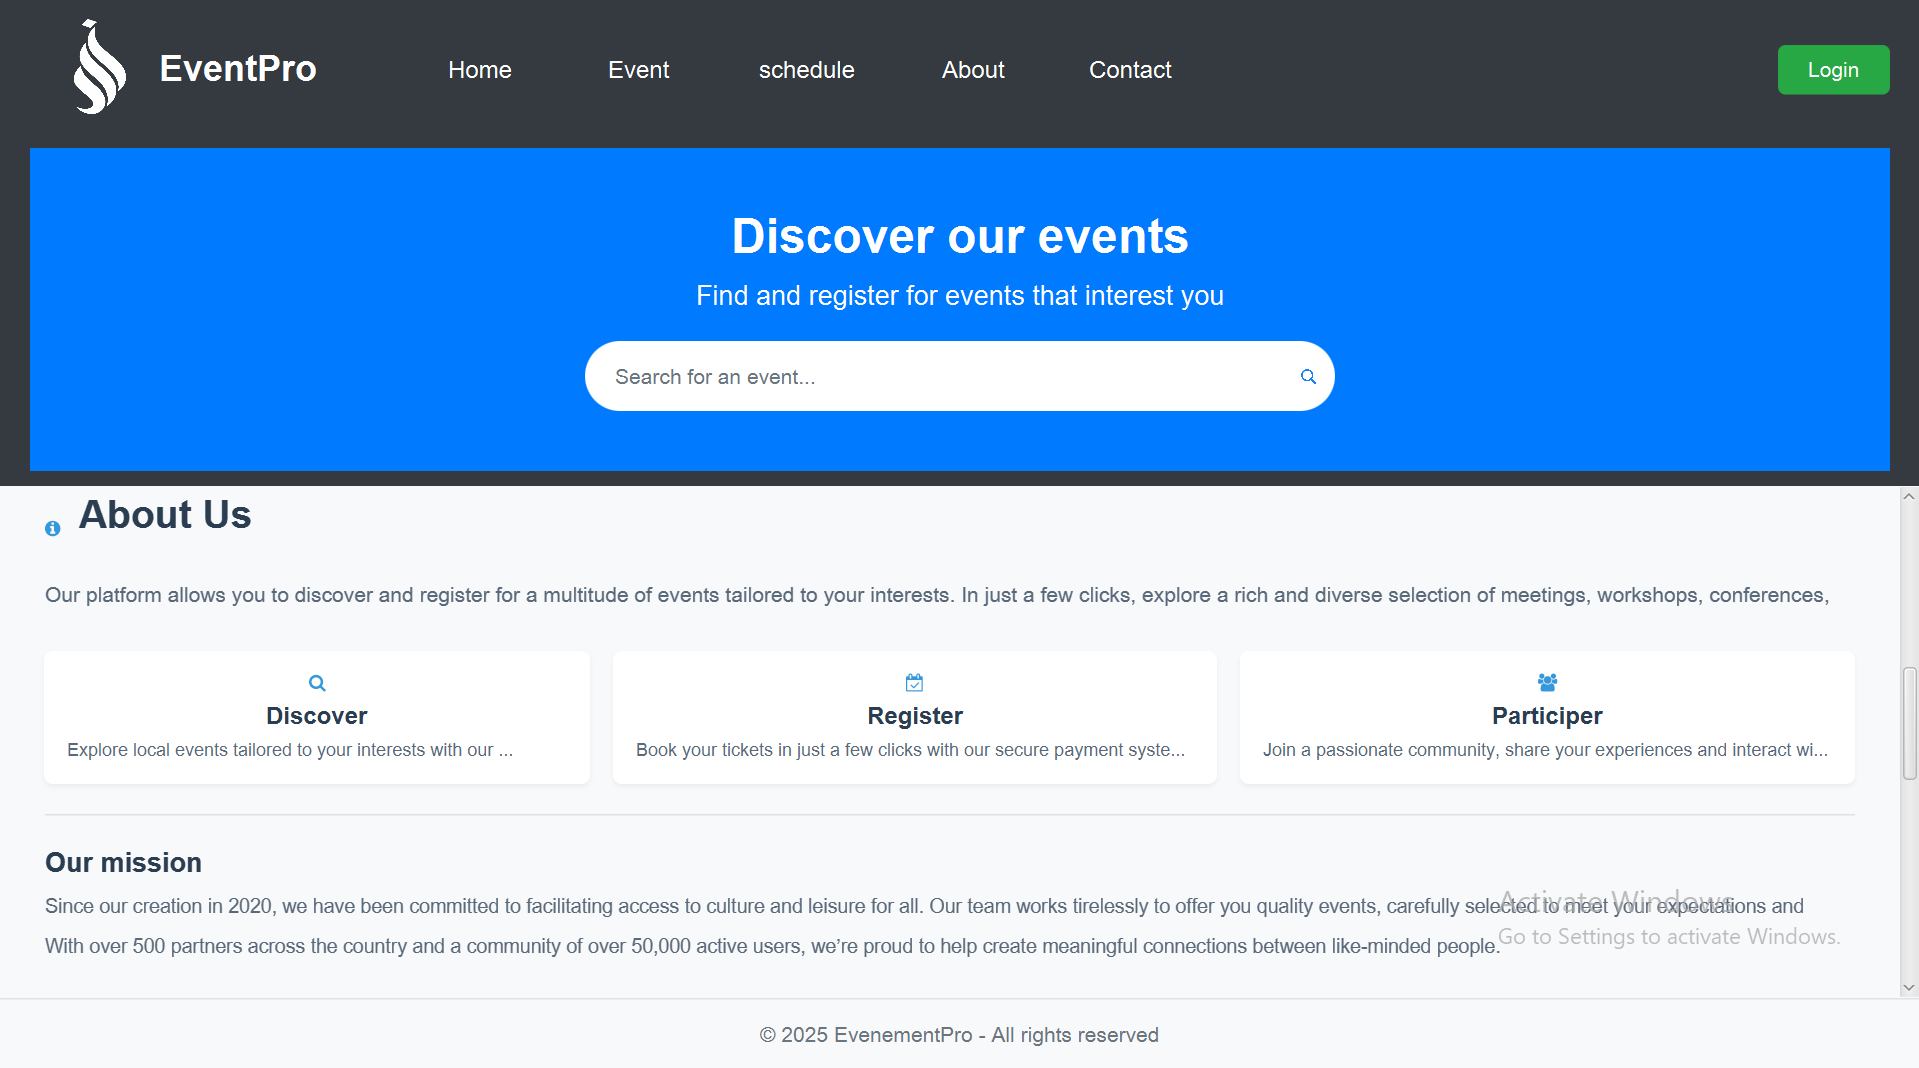 EventPro
Home
Event
schedule
About
Contact
Login
Discover our events
Find and register for events that interest you
Search for an event...
About Us
Our platform allows you to discover and register for a multitude of events tailored to your interests. In just a few clicks, explore a rich and diverse selection of meetings, workshops, conferences,
Discover
Explore local events tailored to your interests with our ...
Register
Book your tickets in just a few clicks with our secure payment syste...
Participer
Join a passionate community, share your experiences and interact wi...
Our mission
Since our creation in 2020, we have been committed to facilitating access to culture and leisure for all. Our team works tirelessly to offer you quality events, carefully selected to meet your expectations and
With over 500 partners across the country and a community of over 50,000 active users, we’re proud to help create meaningful connections between like-minded people.
Activate Windows
Go to Settings to activate Windows.
© 2025 EvenementPro - All rights reserved